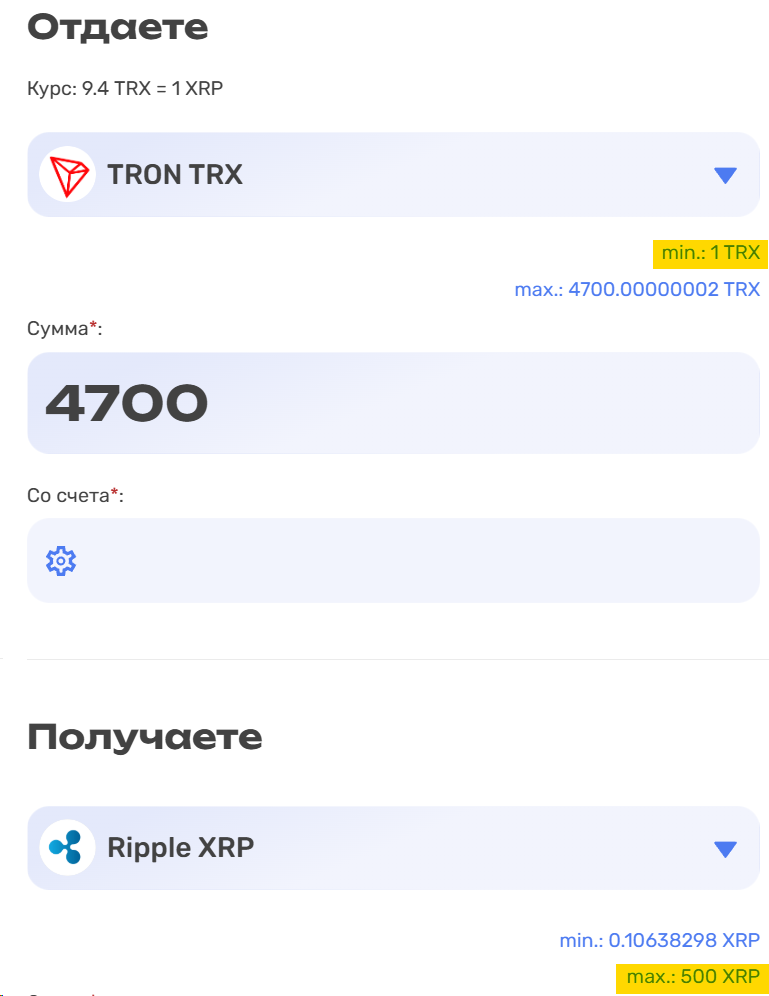 Отдаете
Курс: 9.4 TRX = 1 XRP
TRON TRX
min.: 1 TRX
max.: 4700.00000002 TRX
Сумма*:
4700
Со счета*:
Получаете
Ripple XRP
min.: 0.10638298 XRP
max.: 500 XRP